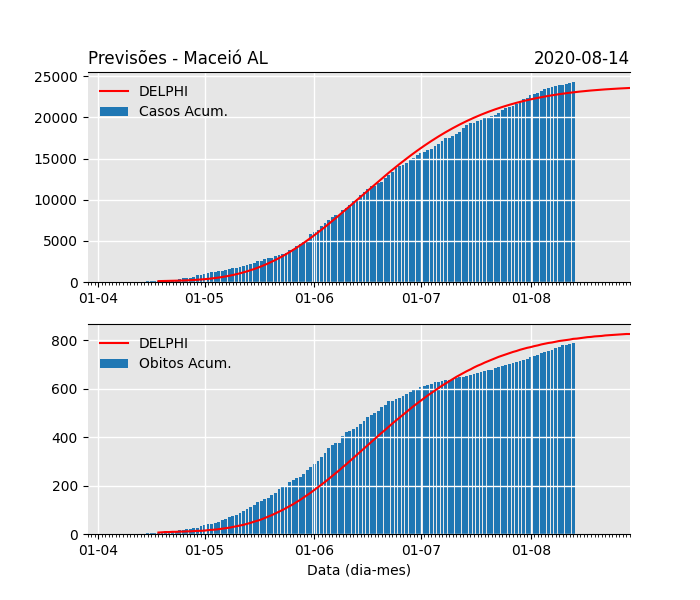 Previsões - Maceió AL 2020-08-14
25000
20000
15000
10000
5000
0
DELPHI
Casos Acum.
01-04 01-05 01-06 01-07 01-08
800
600
400
200
0
DELPHI
Obitos Acum.
01-04 01-05 01-06 01-07 01-08
Data (dia-mes)